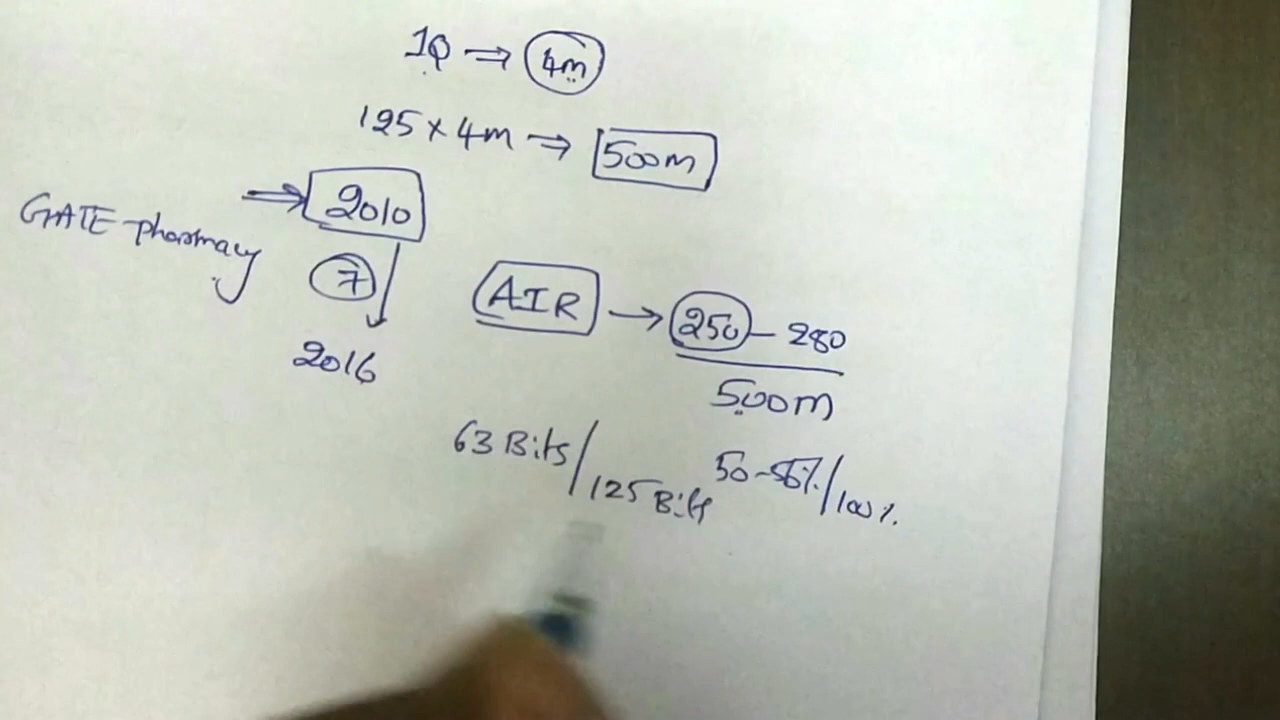 1Q ⇒ 4m
125 × 4m ⇒ 500m
GATE-pharmacy ⇒ 2010
7
2016
AIR → 250 - 280
500m
63 Bits / 125 Bits
50-56% / 100%